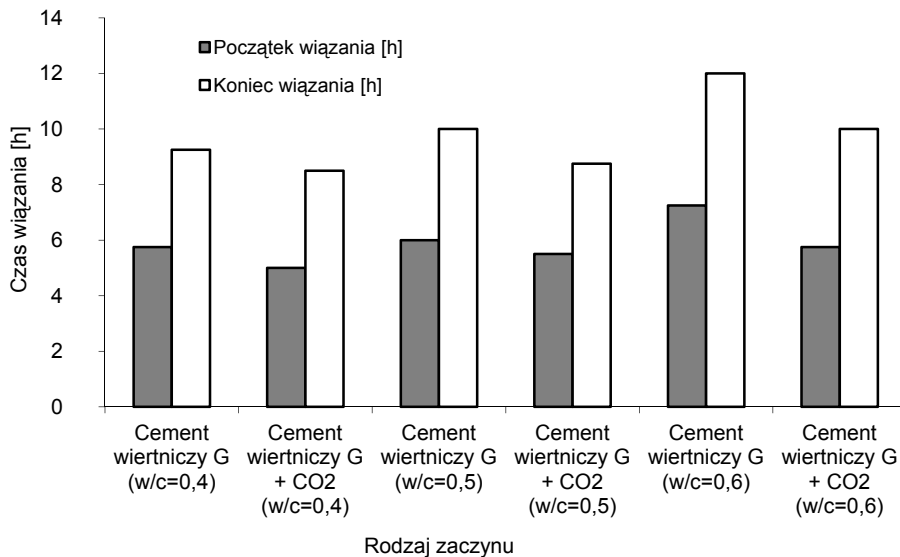 14
12
10
8
6
4
2
0
Czas wiązania [h]
Początek wiązania [h]
Koniec wiązania [h]
Cement
wiertniczy G
(w/c=0,4)
Cement
wiertniczy G
+ CO2
(w/c=0,4)
Cement
wiertniczy G
(w/c=0,5)
Cement
wiertniczy G
+ CO2
(w/c=0,5)
Cement
wiertniczy G
(w/c=0,6)
Cement
wiertniczy G
+ CO2
(w/c=0,6)
Rodzaj zaczynu